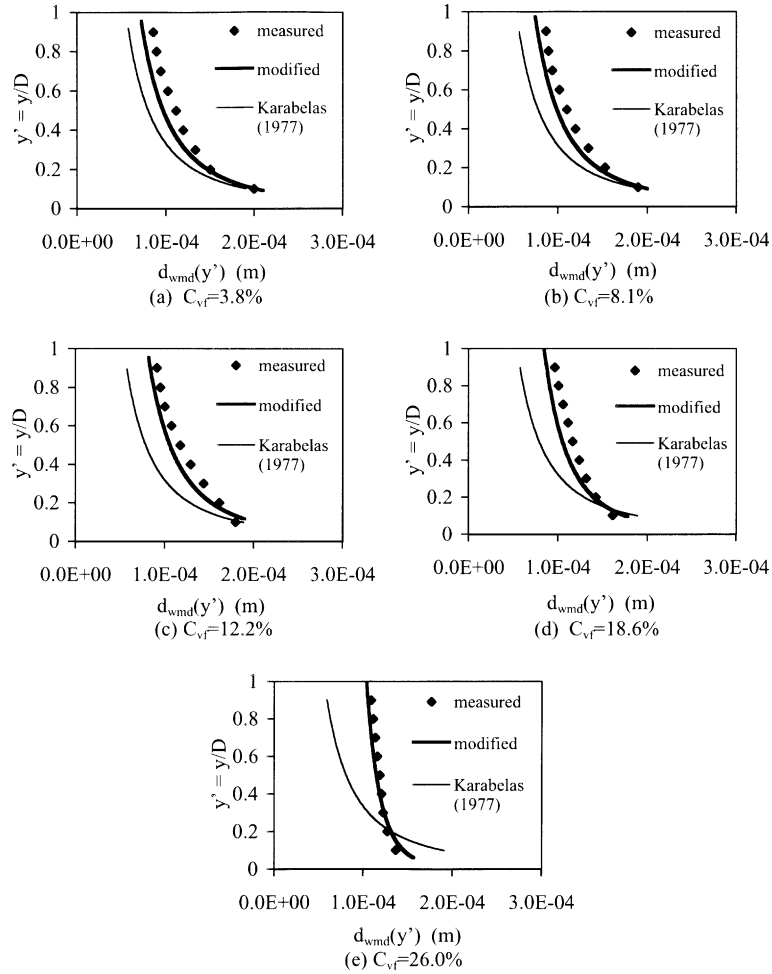 1
0.8
0.6
0.4
0.2
0
y' = y/D
measured
modified
Karabelas
(1977)
0.0E+00 1.0E-04 2.0E-04 3.0E-04
d_wmd(y') (m)
(a) C_vf=3.8%
1
0.8
0.6
0.4
0.2
0
y' = y/D
measured
modified
Karabelas
(1977)
0.0E+00 1.0E-04 2.0E-04 3.0E-04
d_wmd(y') (m)
(b) C_vf=8.1%
1
0.8
0.6
0.4
0.2
0
y' = y/D
measured
modified
Karabelas
(1977)
0.0E+00 1.0E-04 2.0E-04 3.0E-04
d_wmd(y') (m)
(c) C_vf=12.2%
1
0.8
0.6
0.4
0.2
0
y' = y/D
measured
modified
Karabelas
(1977)
0.0E+00 1.0E-04 2.0E-04 3.0E-04
d_wmd(y') (m)
(d) C_vf=18.6%
1
0.8
0.6
0.4
0.2
0
y' = y/D
measured
modified
Karabelas
(1977)
0.0E+00 1.0E-04 2.0E-04 3.0E-04
d_wmd(y') (m)
(e) C_vf=26.0%